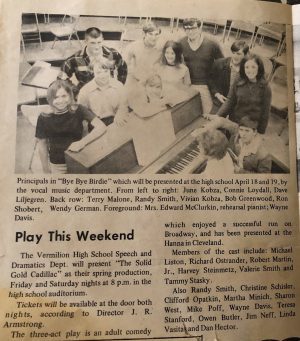 Principals in "Bye Bye Birdie" which will be presented at the high school April 18 and 19, by
the vocal music department. From left to right: June Kobza, Connie Loydall, Dave
Liljegren. Back row: Terry Malone, Randy Smith, Vivian Kobza, Bob Greenwood, Ron
Shobert, Wendy German. Foreground: Mrs. Edward McClurkin, rehearsal pianist; Wayne
Davis.
Play This Weekend
The Vermilion High School Speech and
Dramatics Dept. will present "The Solid
Gold Cadillac" as their spring production,
Friday and Saturday nights at 8 p.m. in the
high school auditorium.
Tickets will be available at the door both
nights, according to Director J. R.
Armstrong.
The three-act play is an adult comedy
which enjoyed a successful run on
Broadway, and has been presented at the
Hanna in Cleveland.
Members of the cast include: Michael
Liston, Richard Ostrander, Robert Martin,
Jr., Harvey Steinmetz, Valerie Smith and
Tammy Stasky.
Also Randy Smith, Christine Schisler,
Clifford Opatkin, Martha Minich, Sharon
West, Mike Poff, Wayne Davis, Teresa
Stanford, Owen Butler, Jim Neff, Linda
Vasitas and Dan Hector.